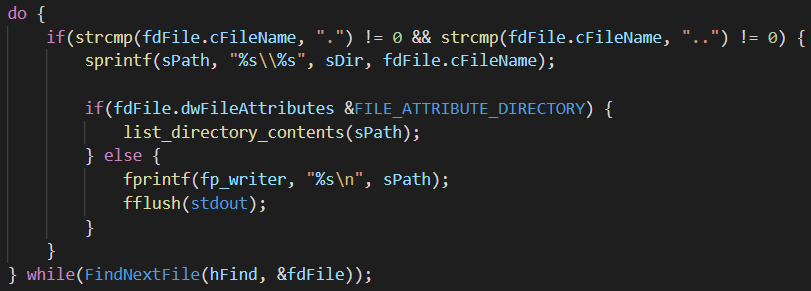 do {
    if(strcmp(fdFile.cFileName, ".") != 0 && strcmp(fdFile.cFileName, "..") != 0) {
        sprintf(sPath, "%s\\%s", sDir, fdFile.cFileName);

        if(fdFile.dwFileAttributes &FILE_ATTRIBUTE_DIRECTORY) {
            list_directory_contents(sPath);
        } else {
            fprintf(fp_writer, "%s\n", sPath);
            fflush(stdout);
        }
    }
} while(FindNextFile(hFind, &fdFile));